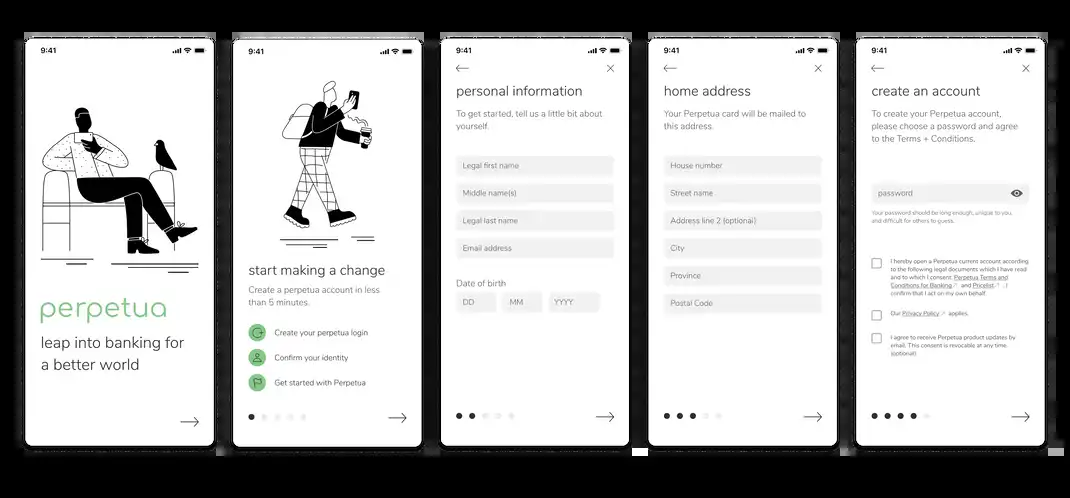 9:41
perpetua
leap into banking for
a better world
9:41
start making a change
Create a perpetua account in less
than 5 minutes.
Create your perpetua login
Confirm your identity
Get started with Perpetua
9:41
personal information
To get started, tell us a little bit about
yourself.
Legal first name
Middle name(s)
Legal last name
Email address
Date of birth
DD
MM
YYYY
9:41
home address
Your Perpetua card will be mailed to
this address.
House number
Street name
Address line 2 (optional)
City
Province
Postal Code
9:41
create an account
To create your Perpetua account,
please choose a password and agree
to the Terms + Conditions.
password
Your password should be long enough, unique to you,
and difficult for others to guess.
I hereby open a Perpetua current account according
to the following legal documents which I have read
and to which I consent: Perpetua Terms and
Conditions for Banking ↗ and Pricelist ↗. I
confirm that I act on my own behalf.
Our Privacy Policy ↗ applies.
I agree to receive Perpetua product updates by
email. This consent is revocable at any time.
(optional)